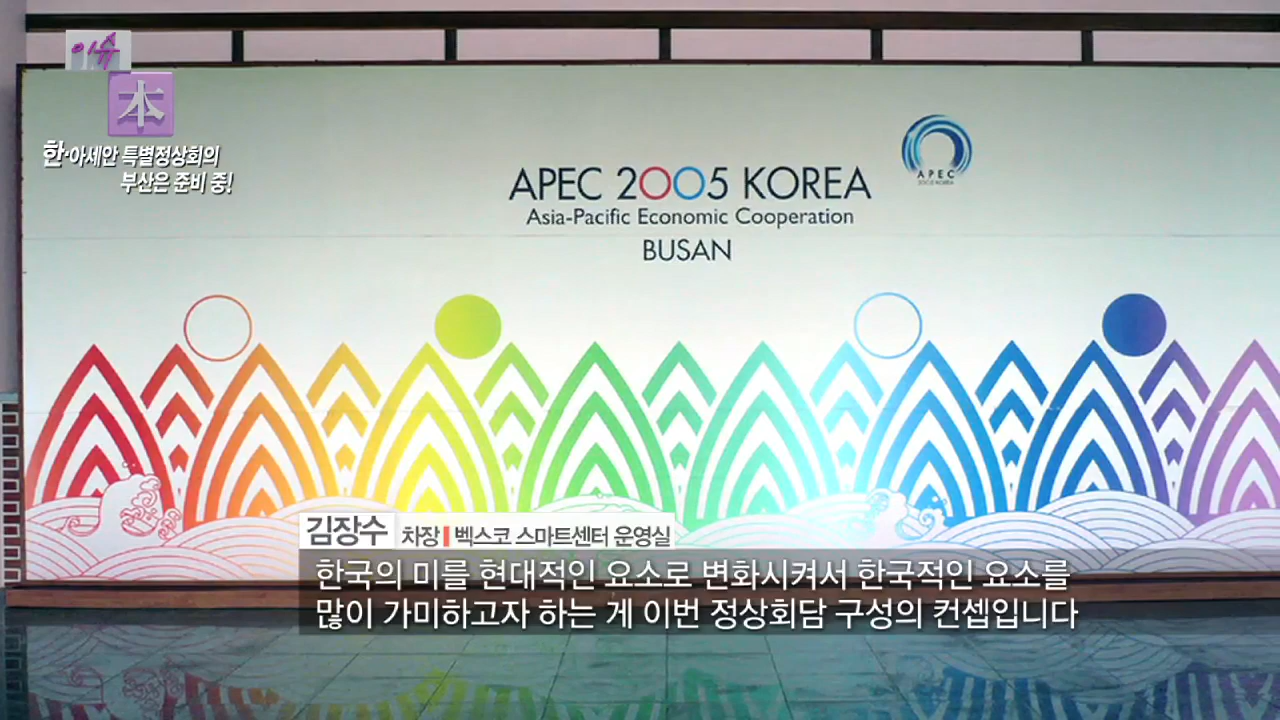 이슈
本
한·아세안 특별정상회의
부산은 준비 중!
APEC 2005 KOREA
Asia-Pacific Economic Cooperation
BUSAN
APEC
2005 KOREA
김장수 차장 벡스코 스마트센터 운영실
한국의 미를 현대적인 요소로 변화시켜서 한국적인 요소를
많이 가미하고자 하는 게 이번 정상회담 구성의 컨셉입니다